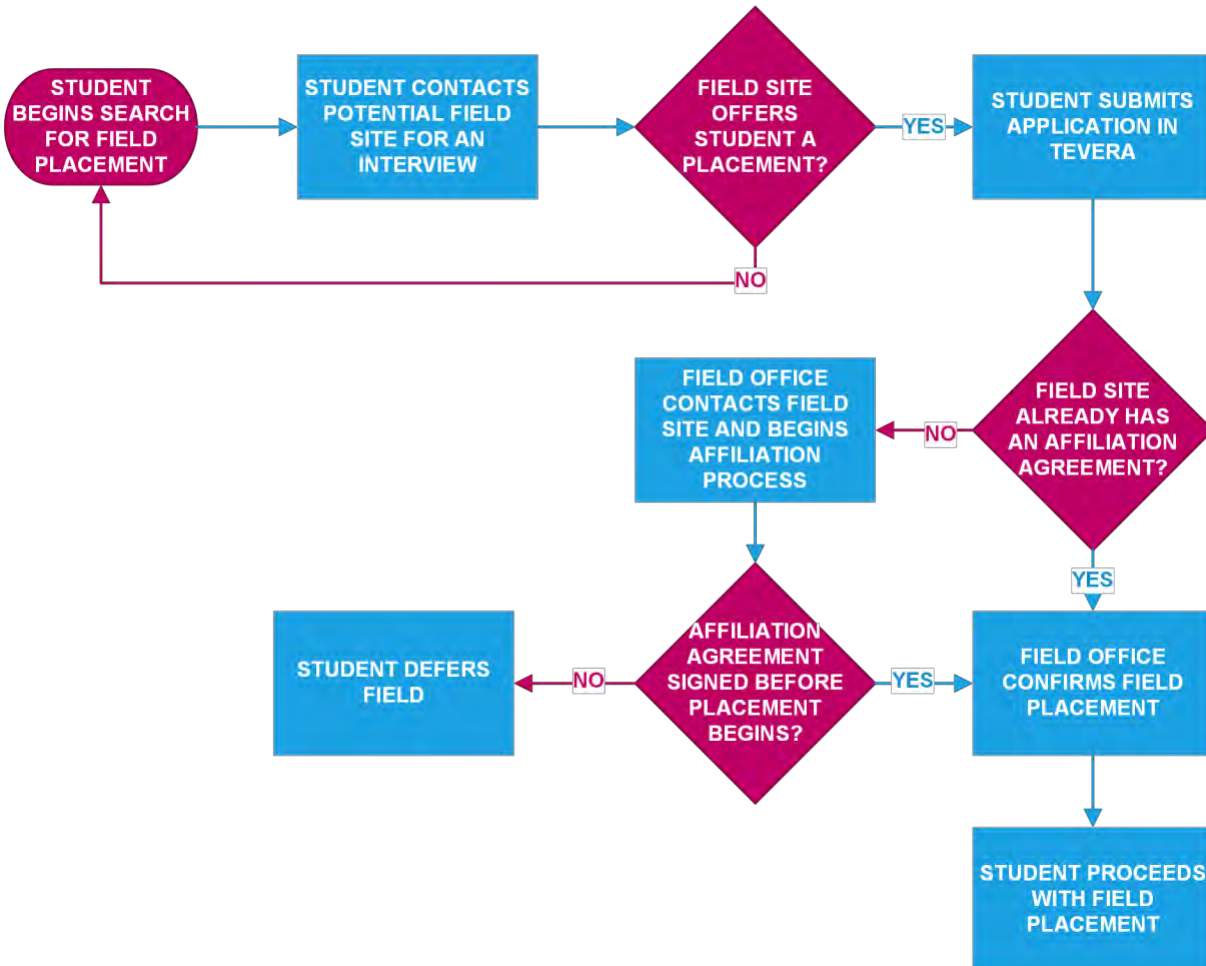 STUDENT
BEGINS SEARCH
FOR FIELD
PLACEMENT
STUDENT CONTACTS
POTENTIAL FIELD
SITE FOR AN
INTERVIEW
FIELD SITE
OFFERS
STUDENT A
PLACEMENT?
YES
STUDENT SUBMITS
APPLICATION IN
TEVERA
NO
FIELD SITE
ALREADY HAS
AN AFFILIATION
AGREEMENT?
NO
FIELD OFFICE
CONTACTS FIELD
SITE AND BEGINS
AFFILIATION
PROCESS
YES
AFFILIATION
AGREEMENT
SIGNED BEFORE
PLACEMENT
BEGINS?
NO
STUDENT DEFERS
FIELD
YES
FIELD OFFICE
CONFIRMS FIELD
PLACEMENT
STUDENT PROCEEDS
WITH FIELD
PLACEMENT